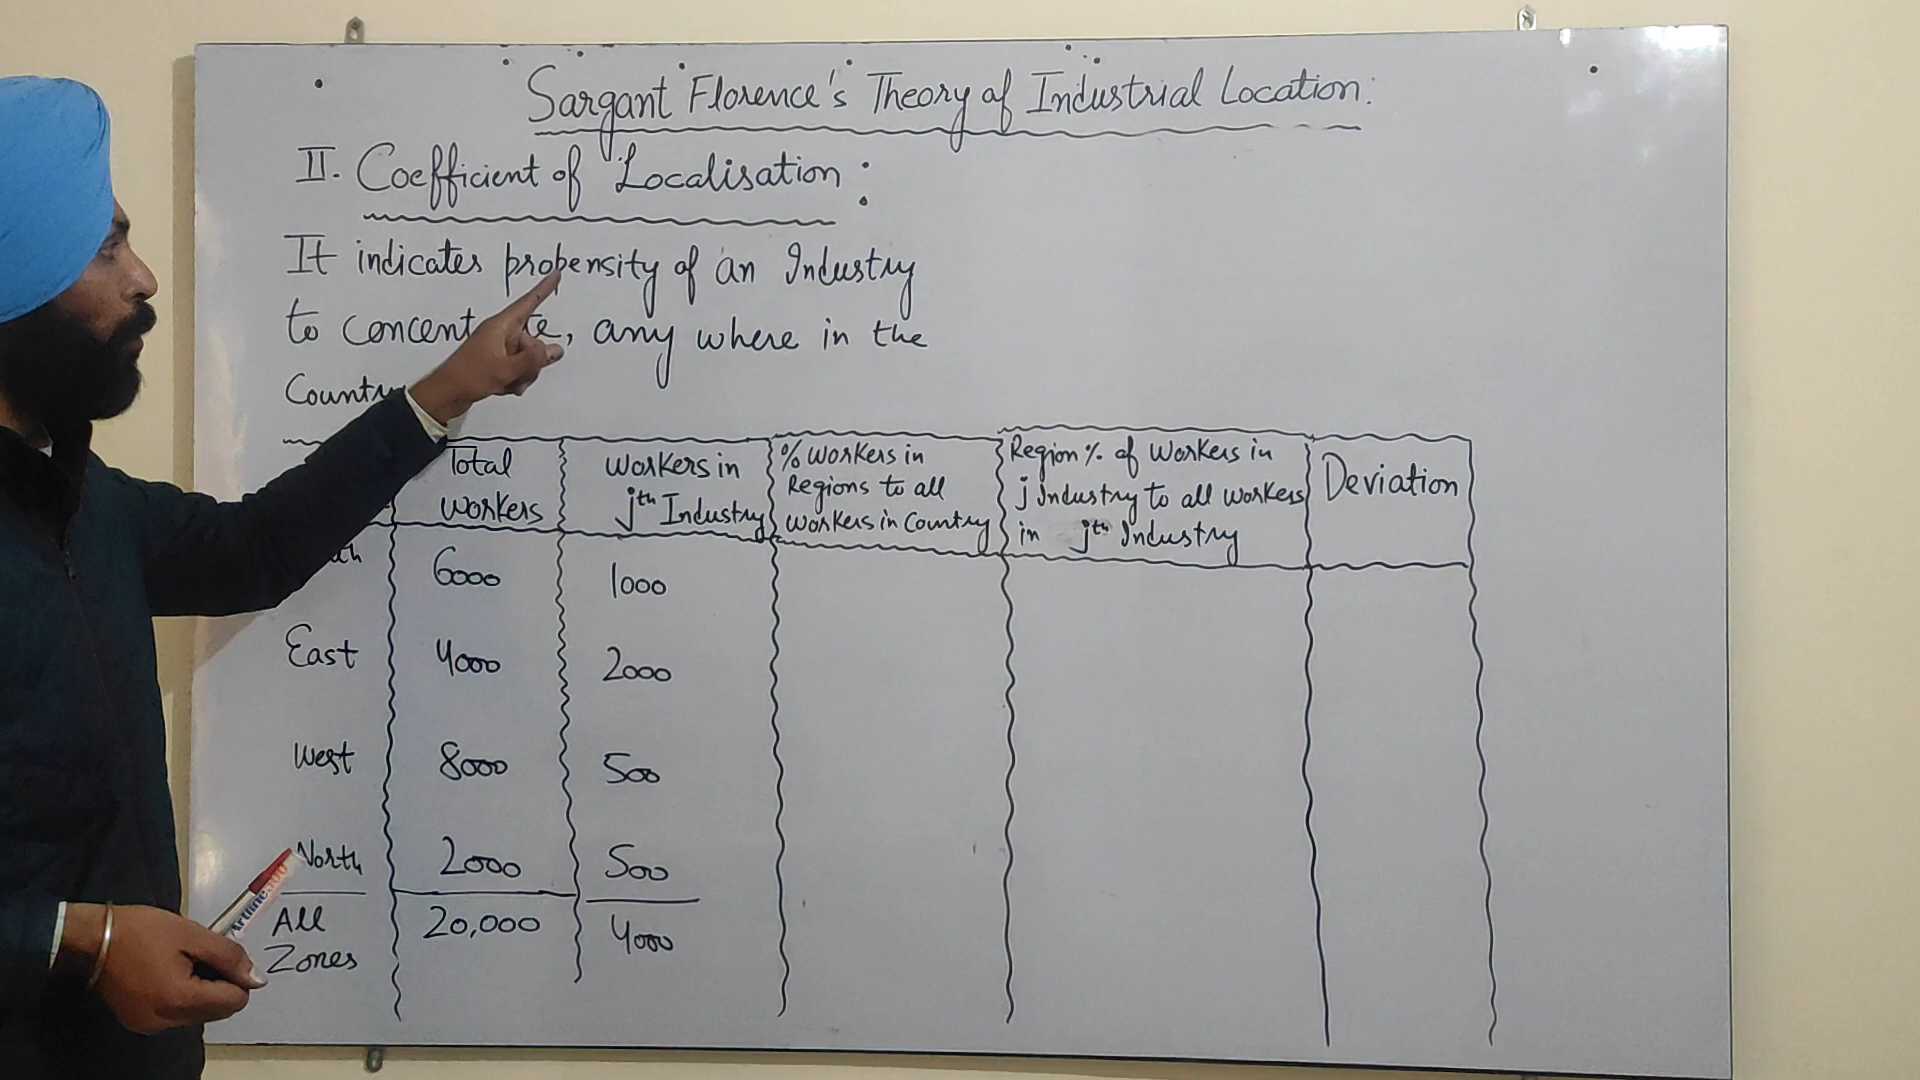 Sargant Florence's Theory of Industrial Location:
II. Coefficient of Localisation:
It indicates propensity of an Industry
to concent te, any where in the
Country
Total workers
workers in jth Industry
% workers in Regions to all workers in Country
Region % of workers in j Industry to all workers in jth Industry
Deviation
6000 1000
East 4000 2000
West 8000 500
North 2000 500
All Zones 20,000 4000
Artline